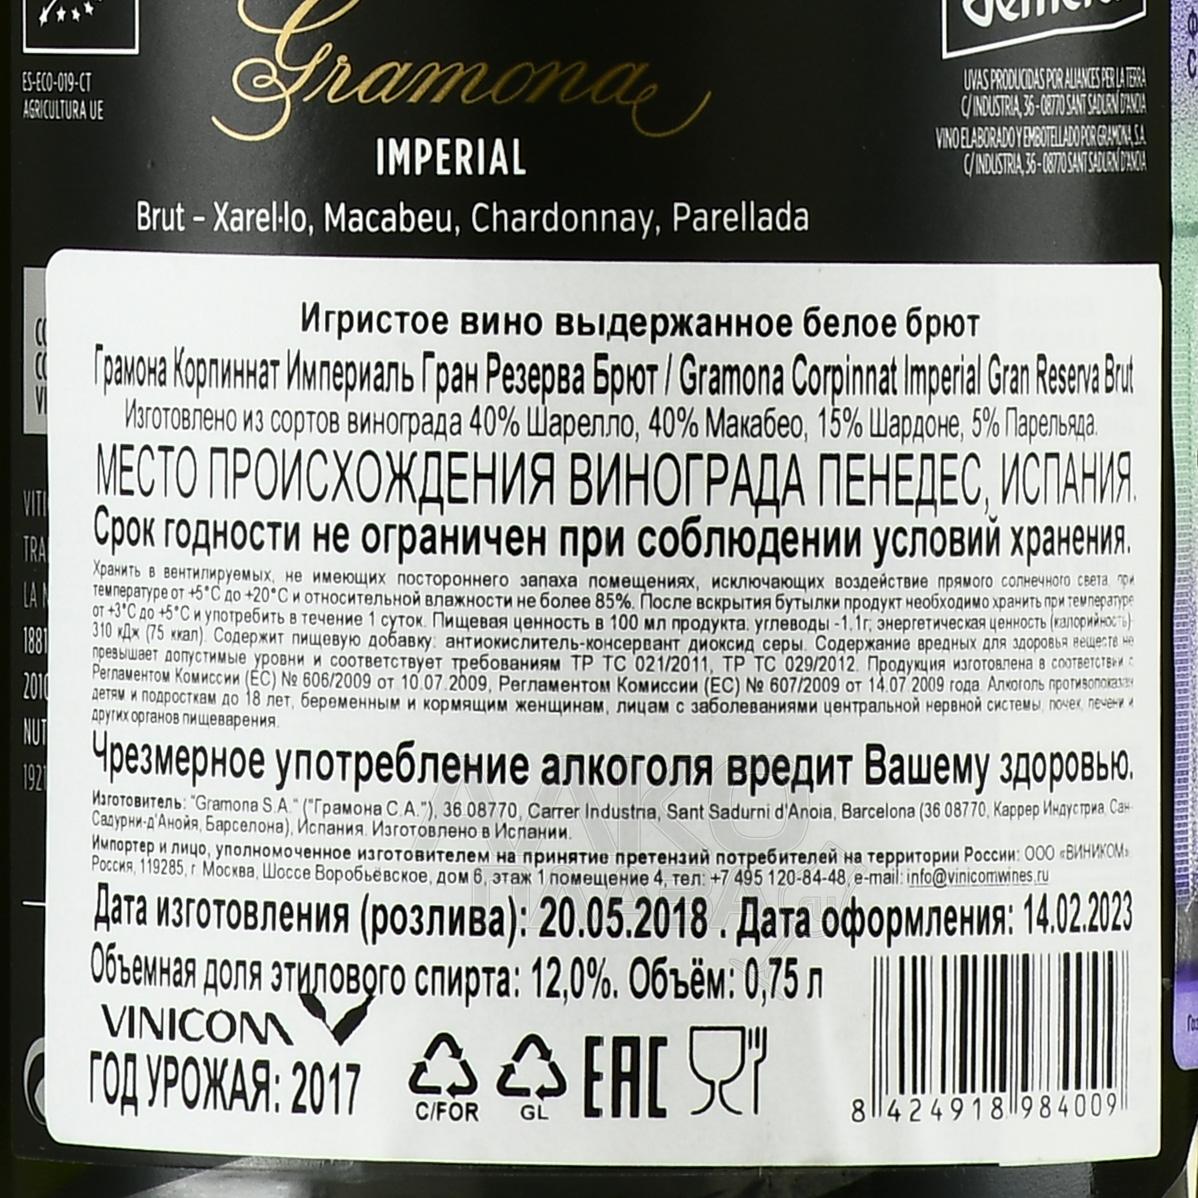 Gramona
IMPERIAL
Brut – Xarel·lo, Macabeu, Chardonnay, Parellada
ES-ECO-019-CT
AGRICULTURA UE
UVAS PRODUCIDAS POR ALIANCES PER LA TERRA
C/ INDUSTRIA, 36 - 08770 SANT SADURNÍ D'ANOIA
VINO ELABORADO Y EMBOTELLADO POR GRAMONA, S.A.
C/ INDUSTRIA, 36 - 08770 SANT SADURNÍ D'ANOIA
Игристое вино выдержанное белое брют
Грамона Корпиннат Империаль Гран Резерва Брют / Gramona Corpinnat Imperial Gran Reserva Brut
Изготовлено из сортов винограда 40% Шарелло, 40% Макабео, 15% Шардоне, 5% Парельяда.
МЕСТО ПРОИСХОЖДЕНИЯ ВИНОГРАДА ПЕНЕДЕС, ИСПАНИЯ.
Срок годности не ограничен при соблюдении условий хранения.
Хранить в вентилируемых, не имеющих постороннего запаха помещениях, исключающих воздействие прямого солнечного света, при
температуре от +5°С до +20°С и относительной влажности не более 85%. После вскрытия бутылки продукт необходимо хранить при температуре
от +3°С до +5°С и употребить в течение 1 суток. Пищевая ценность в 100 мл продукта: углеводы -1,1г; энергетическая ценность (калорийность)
310 кДж (75 ккал). Содержит пищевую добавку: антиокислитель-консервант диоксид серы. Содержание вредных для здоровья веществ не
превышает допустимые уровни и соответствует требованиям ТР ТС 021/2011, ТР ТС 029/2012. Продукция изготовлена в соответствии с
Регламентом Комиссии (ЕС) № 606/2009 от 10.07.2009, Регламентом Комиссии (ЕС) № 607/2009 от 14.07.2009 года. Алкоголь противопоказан
детям и подросткам до 18 лет, беременным и кормящим женщинам, лицам с заболеваниями центральной нервной системы, почек, печени и
других органов пищеварения.
Чрезмерное употребление алкоголя вредит Вашему здоровью.
Изготовитель: "Gramona S.A." ("Грамона С.А."), 36 08770, Carrer Industria, Sant Sadurni d'Anoia, Barcelona (36 08770, Каррер Индустриа, Сан-
Садурни-д'Анойя, Барселона), Испания. Изготовлено в Испании.
Импортер и лицо, уполномоченное изготовителем на принятие претензий потребителей на территории России: ООО «ВИНИКОМ»
Россия, 119285, г Москва, Шоссе Воробьёвское, дом 6, этаж 1 помещение 4, тел: +7 495 120-84-48, e-mail: info@vinicomwines.ru
Дата изготовления (розлива): 20.05.2018 . Дата оформления: 14.02.2023
Объемная доля этилового спирта: 12,0%. Объём: 0,75 л
VINICOM
ГОД УРОЖАЯ: 2017
C/FOR
GL
EAC
8 424918 984009
VITI
TRA
LA
1881
2010
NUT
1921